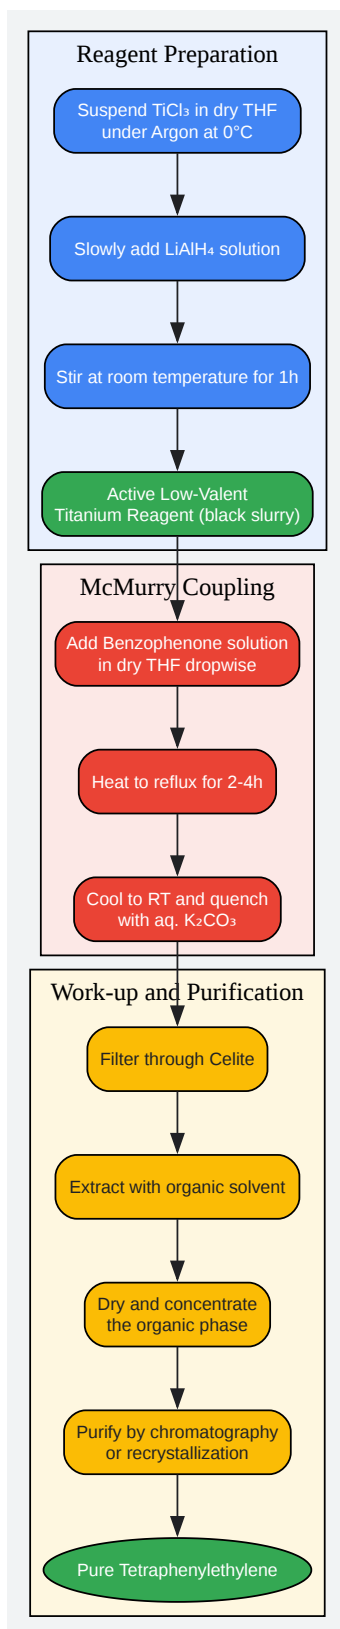 Reagent Preparation
Suspend TiCl₃ in dry THF
under Argon at 0°C
Slowly add LiAlH₄ solution
Stir at room temperature for 1h
Active Low-Valent
Titanium Reagent (black slurry)
McMurry Coupling
Add Benzophenone solution
in dry THF dropwise
Heat to reflux for 2-4h
Cool to RT and quench
with aq. K₂CO₃
Work-up and Purification
Filter through Celite
Extract with organic solvent
Dry and concentrate
the organic phase
Purify by chromatography
or recrystallization
Pure Tetraphenylethylene